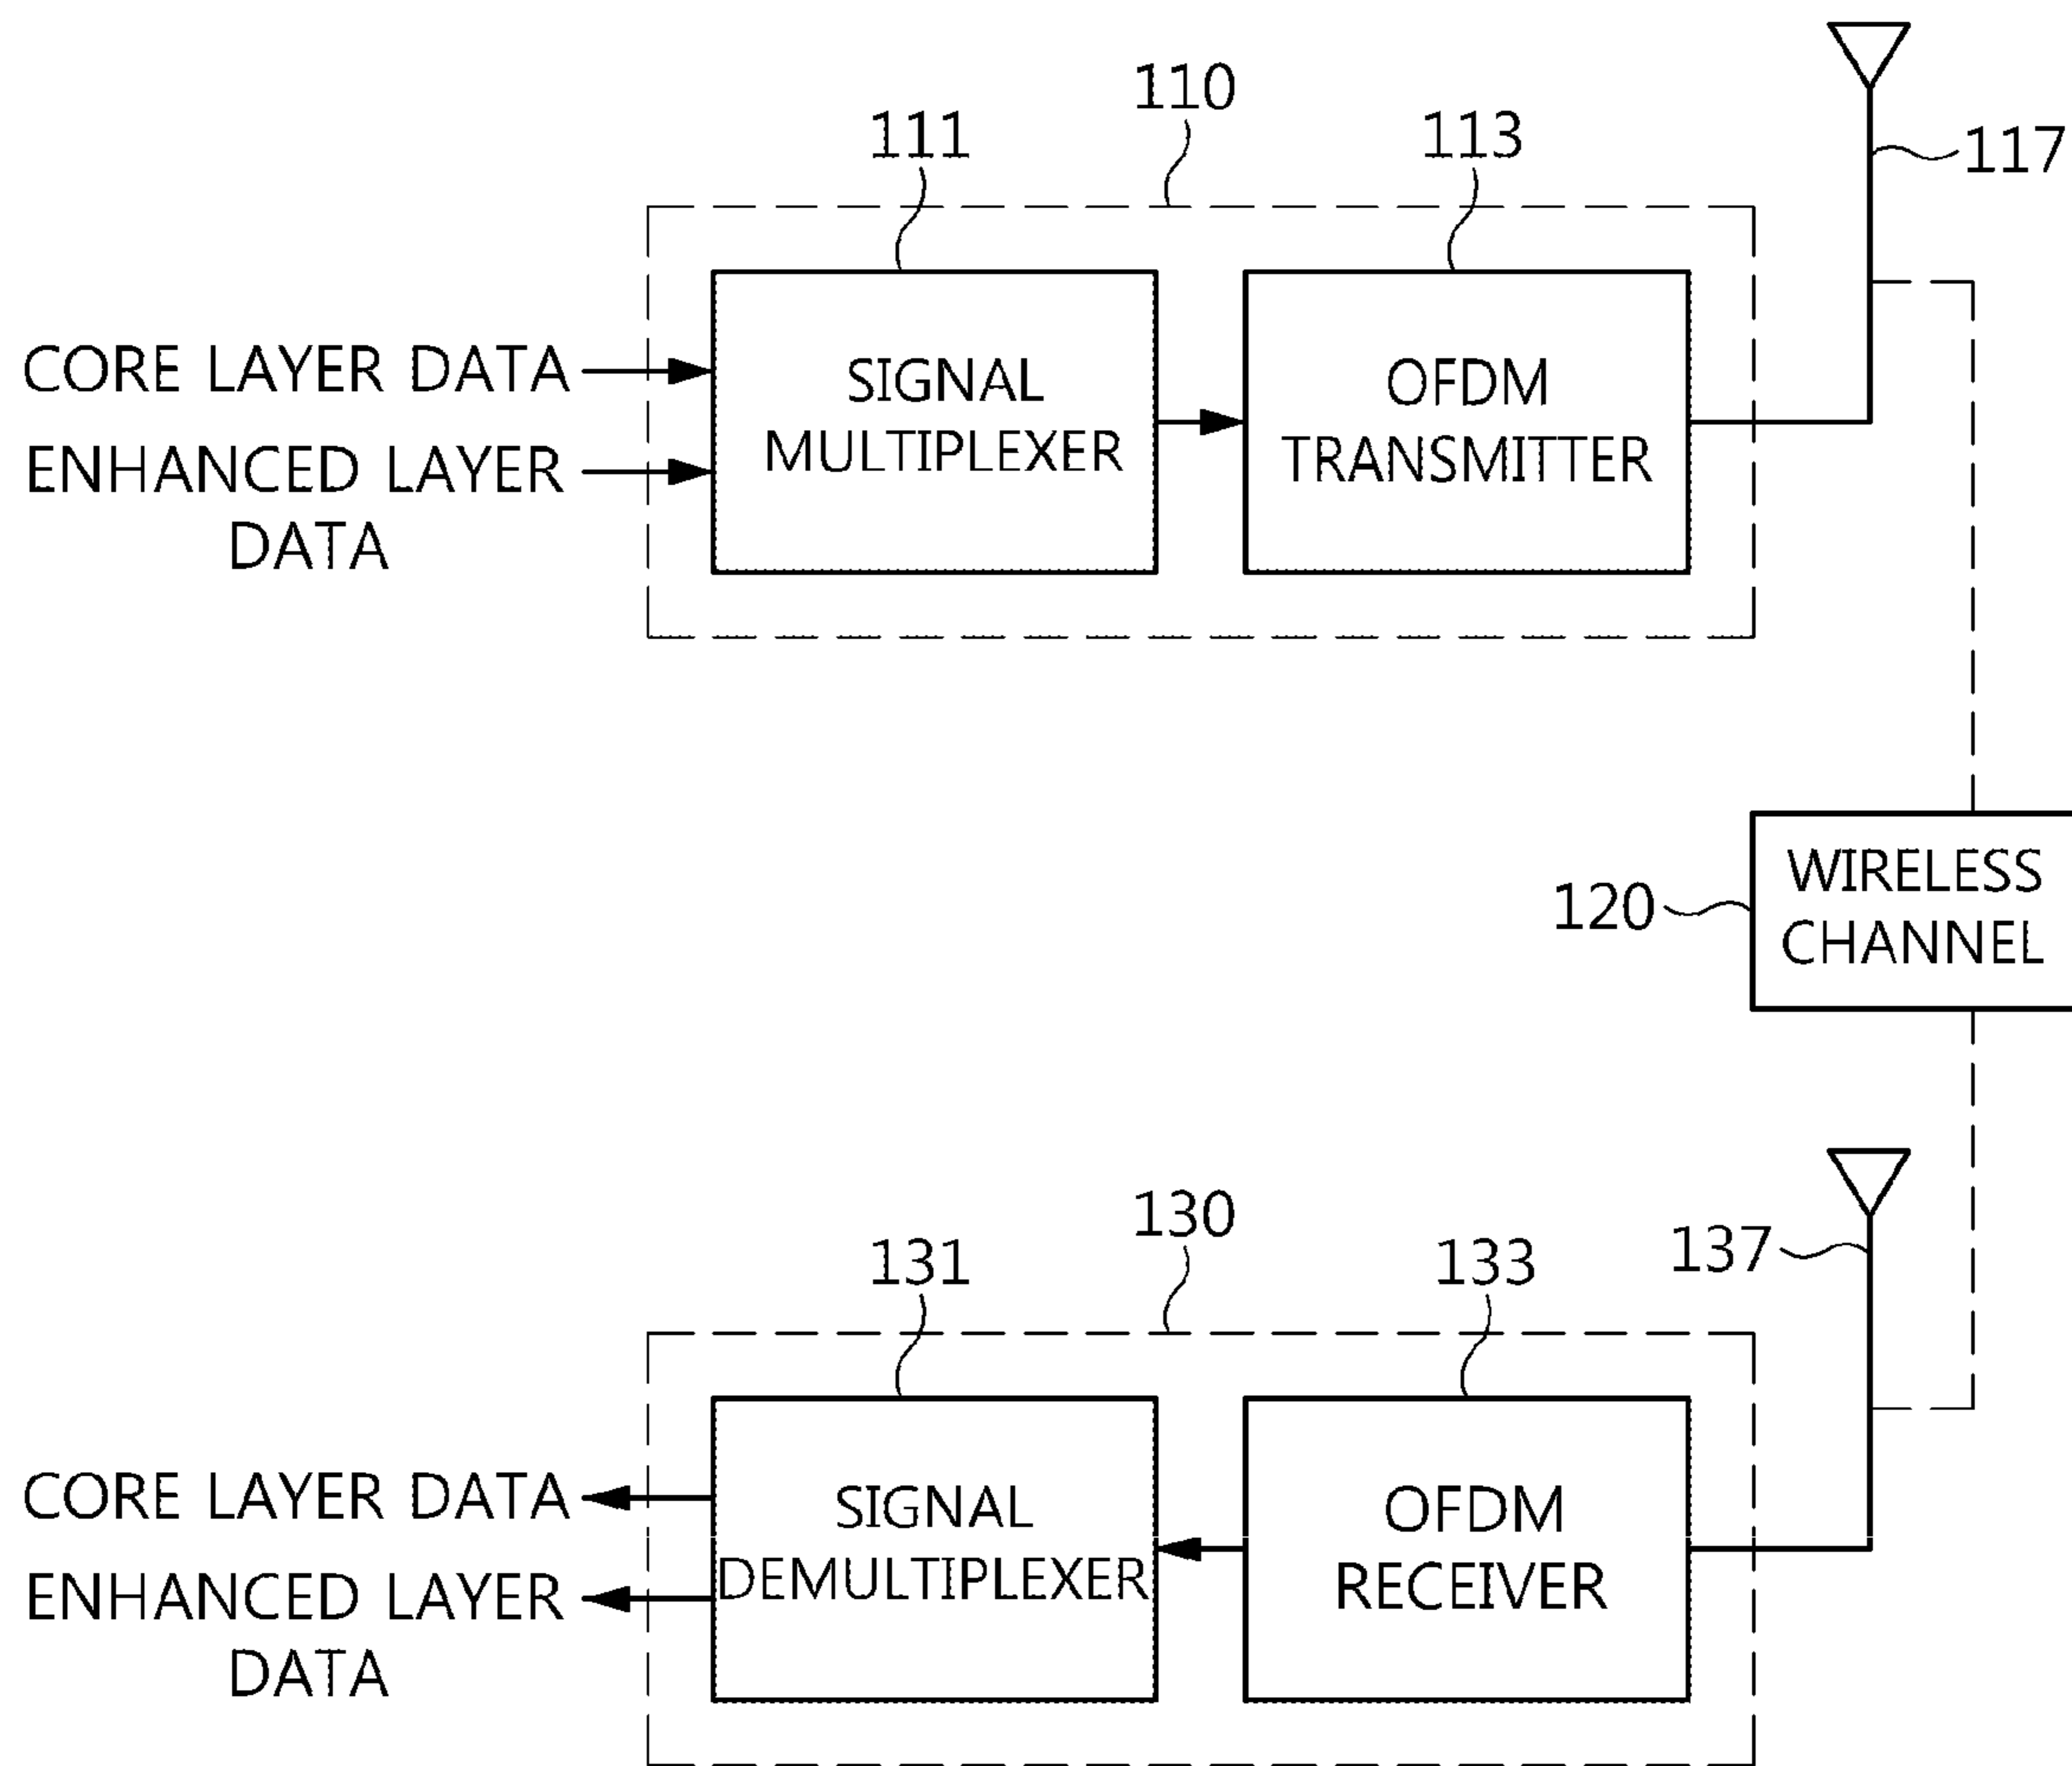 110
111
113
117
CORE LAYER DATA
ENHANCED LAYER
DATA
SIGNAL
MULTIPLEXER
OFDM
TRANSMITTER
120
WIRELESS
CHANNEL
130
131
133
137
CORE LAYER DATA
ENHANCED LAYER
DATA
SIGNAL
DEMULTIPLEXER
OFDM
RECEIVER